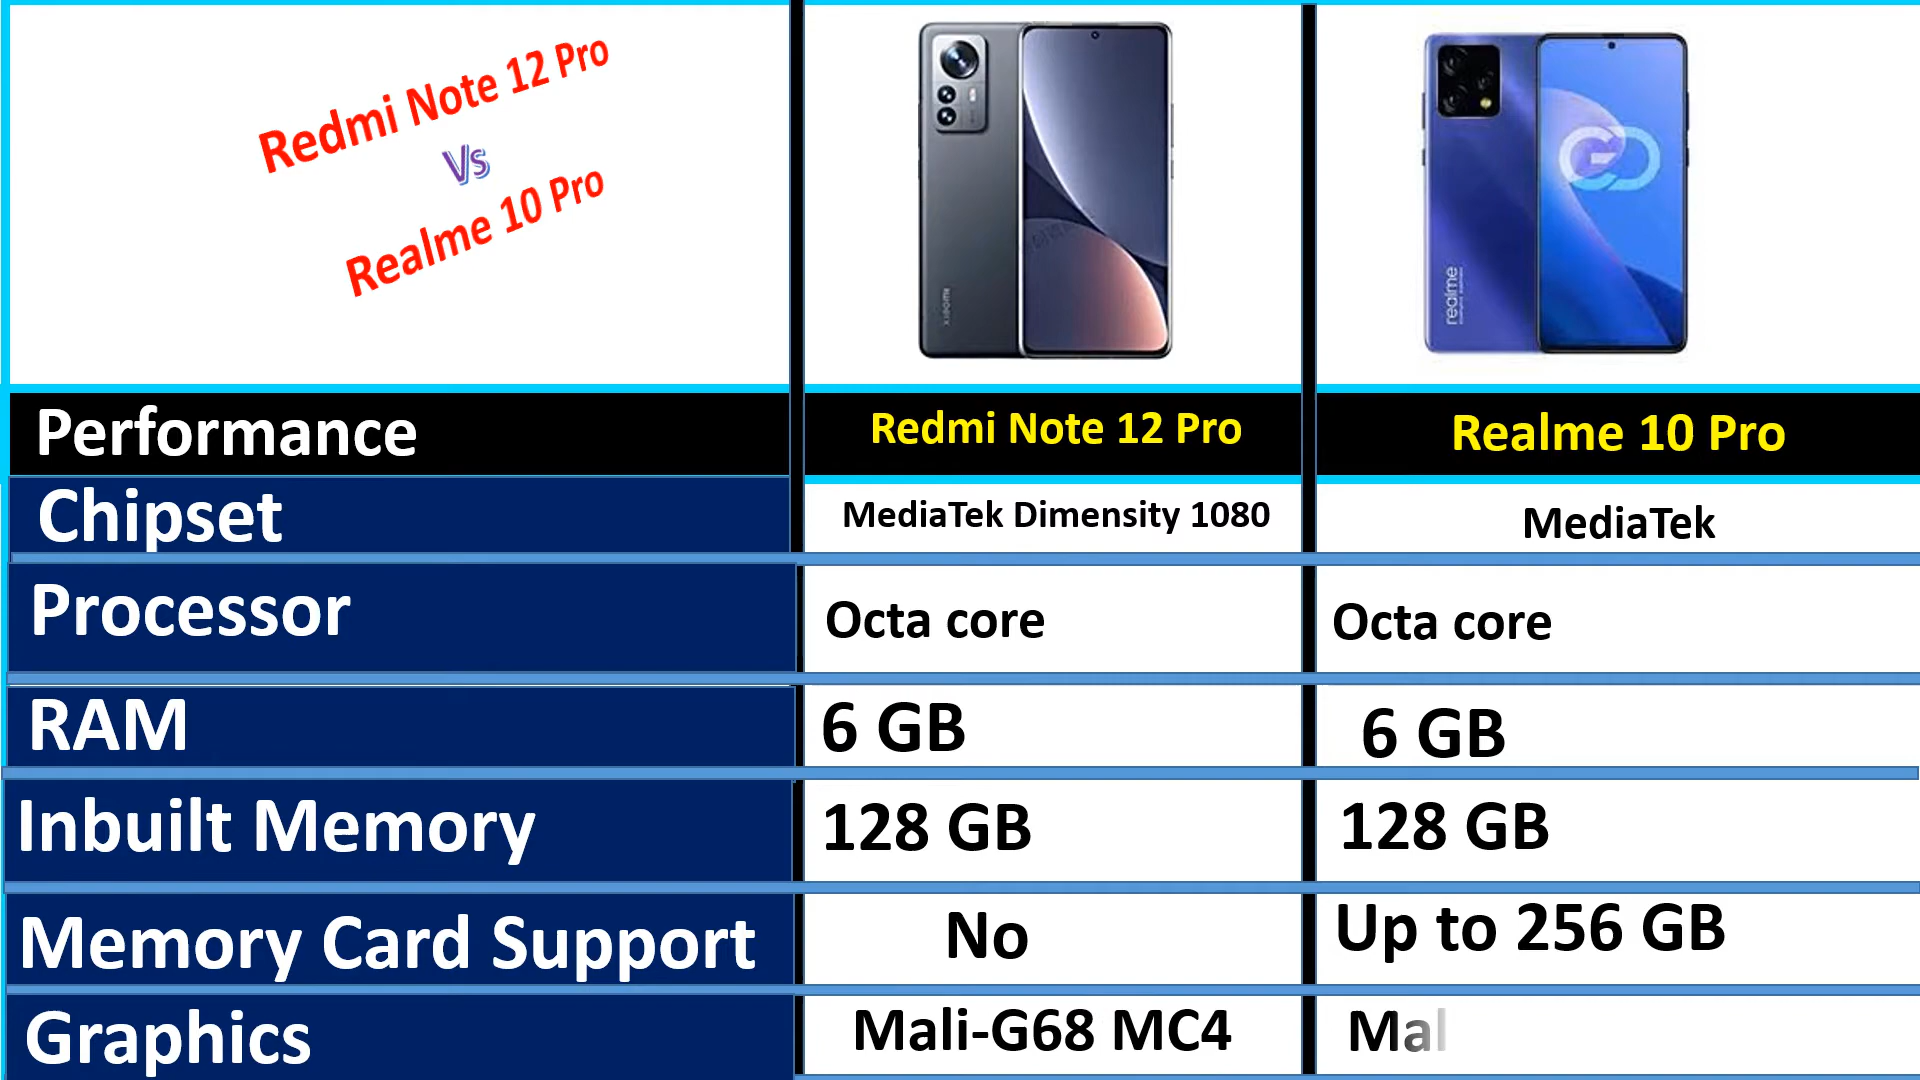 Redmi Note 12 Pro
Vs
Realme 10 Pro
XIAOMI
realme
Performance
Redmi Note 12 Pro
Realme 10 Pro
Chipset
MediaTek Dimensity 1080
MediaTek
Processor
Octa core
Octa core
RAM
6 GB
6 GB
Inbuilt Memory
128 GB
128 GB
Memory Card Support
No
Up to 256 GB
Graphics
Mali-G68 MC4
Mal